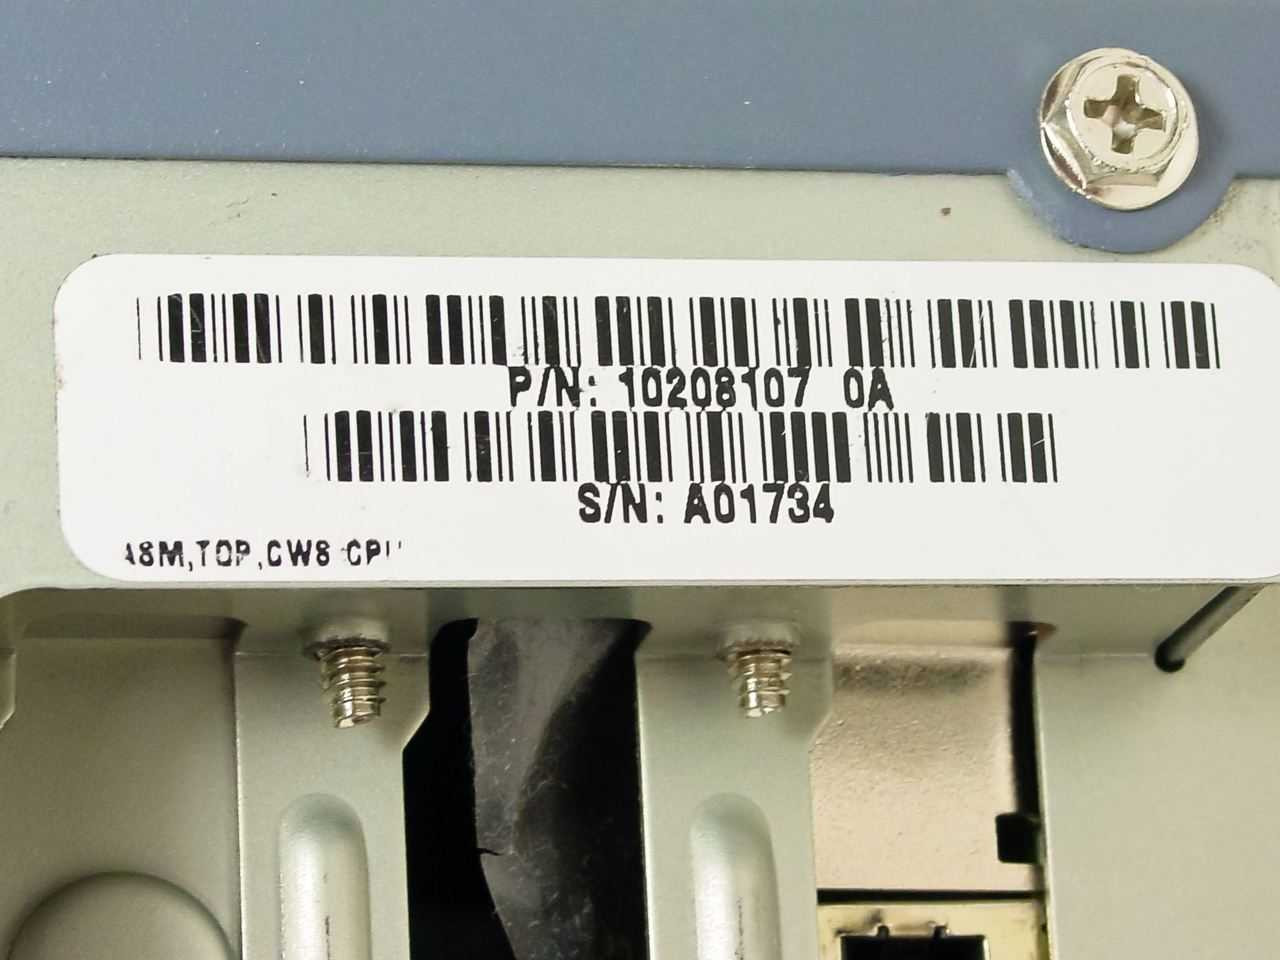 P/N: 10208107 0A
S/N: A01734
ASM,TOP,CW8 CPU